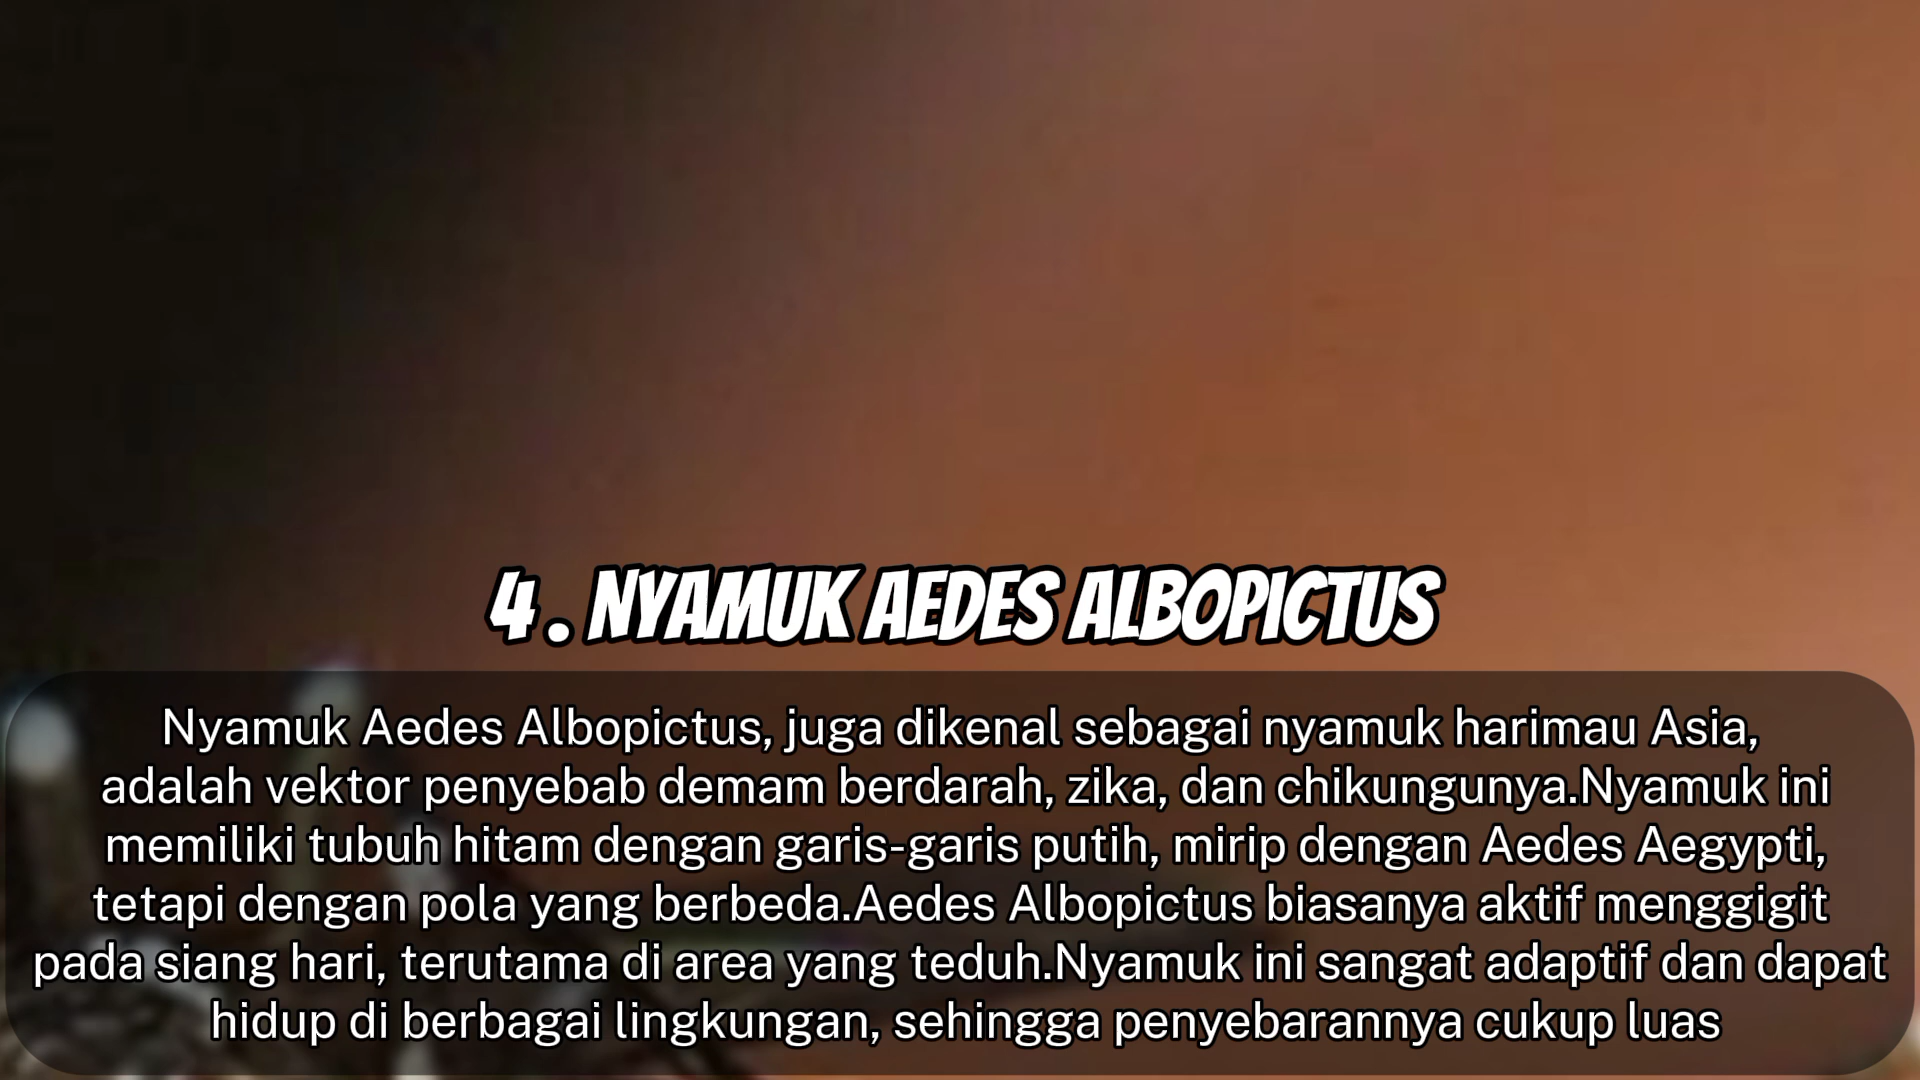 4. NYAMUK AEDES ALBOPICTUS
Nyamuk Aedes Albopictus, juga dikenal sebagai nyamuk harimau Asia,
adalah vektor penyebab demam berdarah, zika, dan chikungunya.Nyamuk ini
memiliki tubuh hitam dengan garis-garis putih, mirip dengan Aedes Aegypti,
tetapi dengan pola yang berbeda.Aedes Albopictus biasanya aktif menggigit
pada siang hari, terutama di area yang teduh.Nyamuk ini sangat adaptif dan dapat
hidup di berbagai lingkungan, sehingga penyebarannya cukup luas